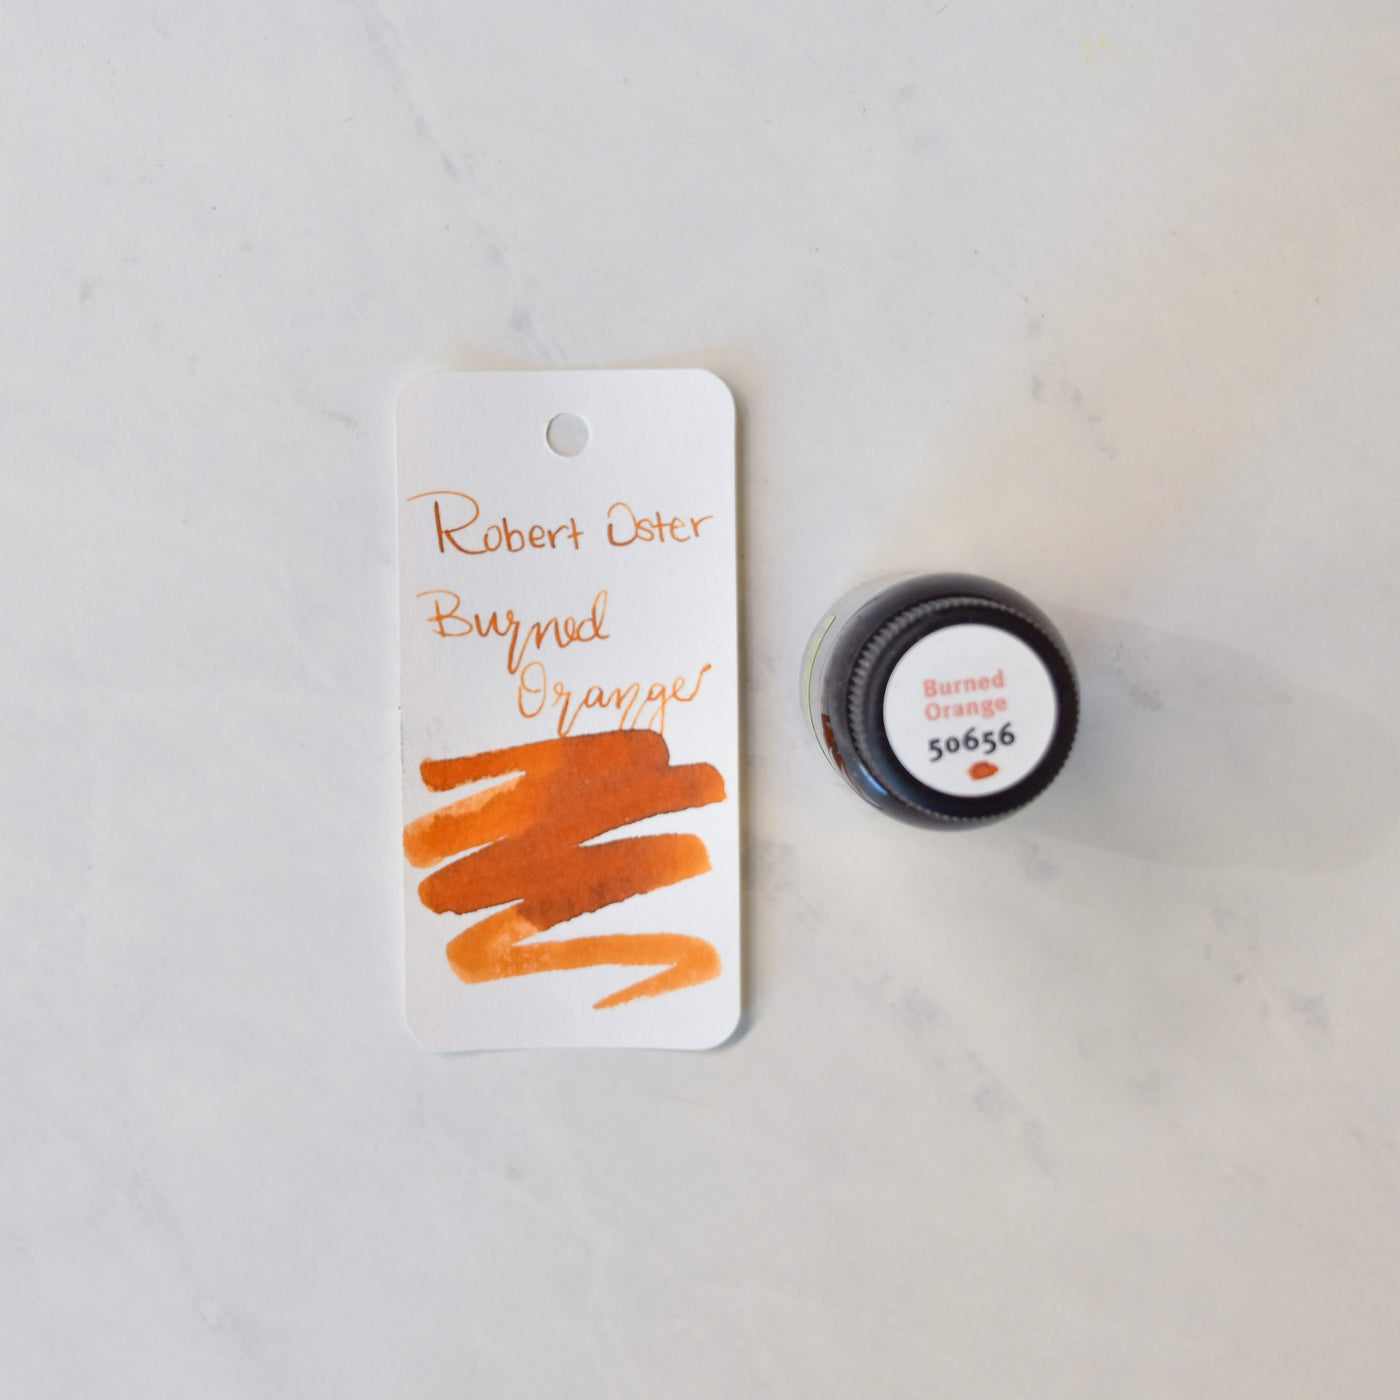 Robert Oster
Burned
Orange
Burned
Orange
50656